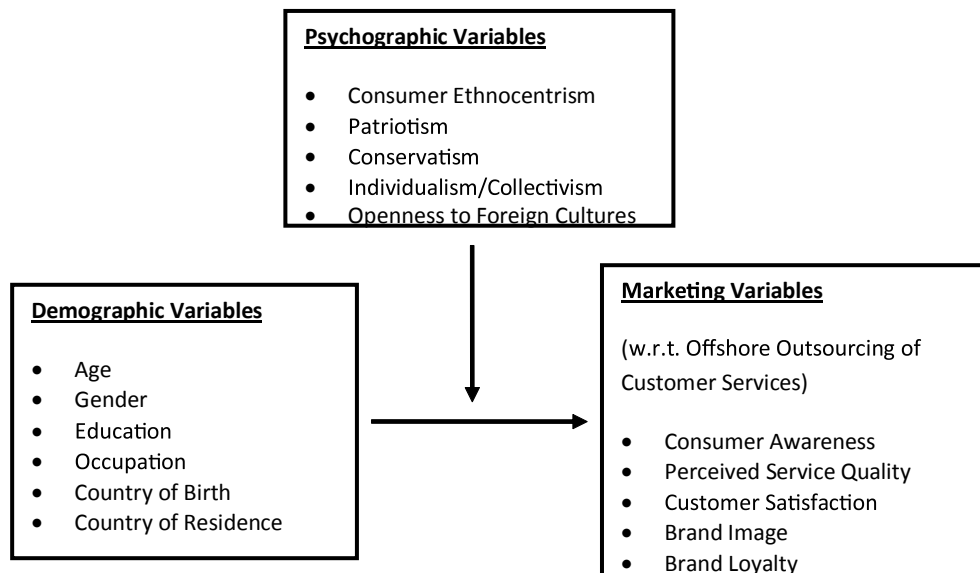 Psychographic Variables
• Consumer Ethnocentrism
• Patriotism
• Conservatism
• Individualism/Collectivism
• Openness to Foreign Cultures
Demographic Variables
• Age
• Gender
• Education
• Occupation
• Country of Birth
• Country of Residence
Marketing Variables
(w.r.t. Offshore Outsourcing of
Customer Services)
• Consumer Awareness
• Perceived Service Quality
• Customer Satisfaction
• Brand Image
• Brand Loyalty